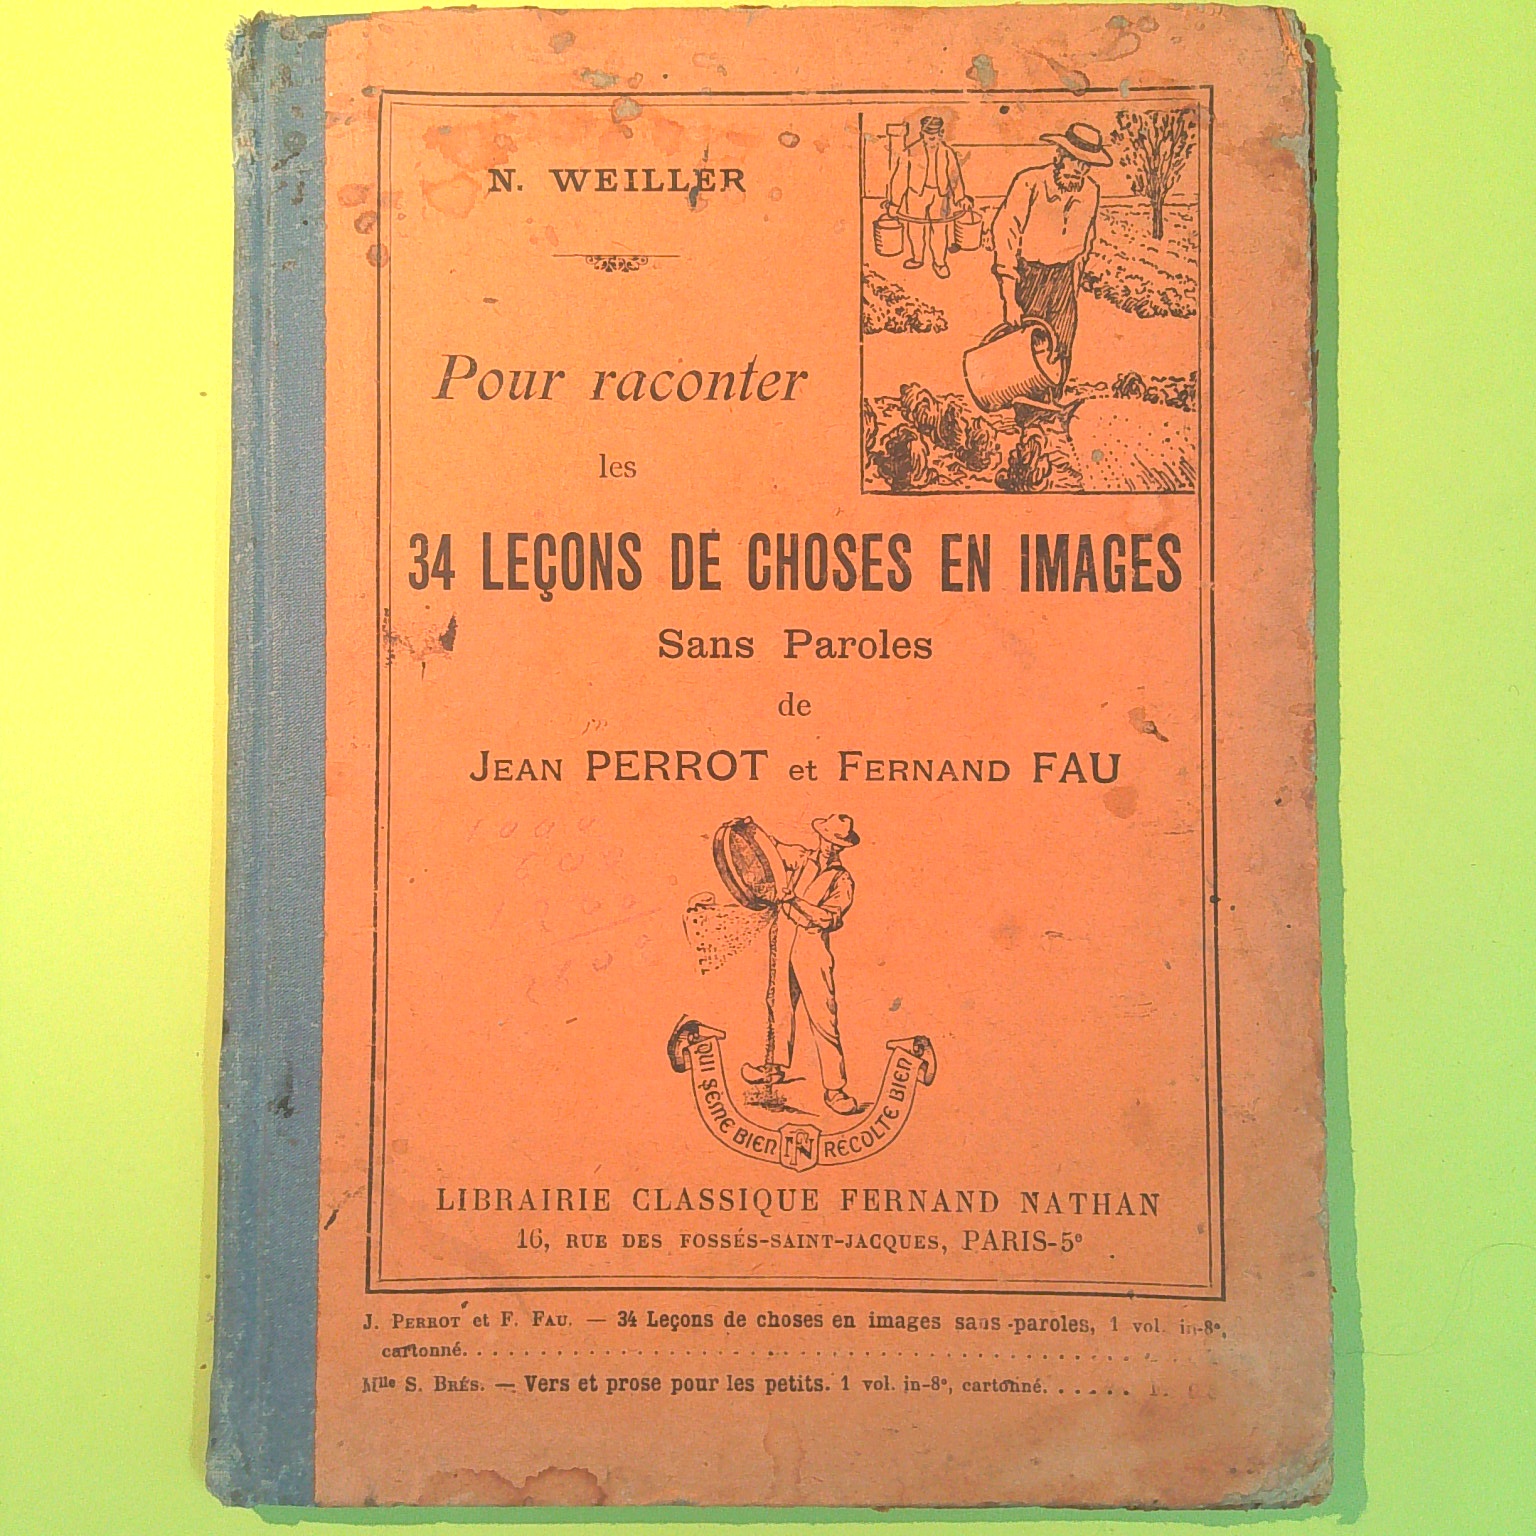 N. WEILLER
Pour raconter
les
34 LEÇONS DE CHOSES EN IMAGES
Sans Paroles
de
JEAN PERROT et FERNAND FAU
QUI SÈME BIEN FN RÉCOLTE BIEN
LIBRAIRIE CLASSIQUE FERNAND NATHAN
16, RUE DES FOSSÉS-SAINT-JACQUES, PARIS-5e
J. PERROT et F. FAU. — 34 Leçons de choses en images sans-paroles, 1 vol. in-8°,
cartonné.
Mlle S. BRÉS. — Vers et prose pour les petits. 1 vol. in-8°, cartonné.